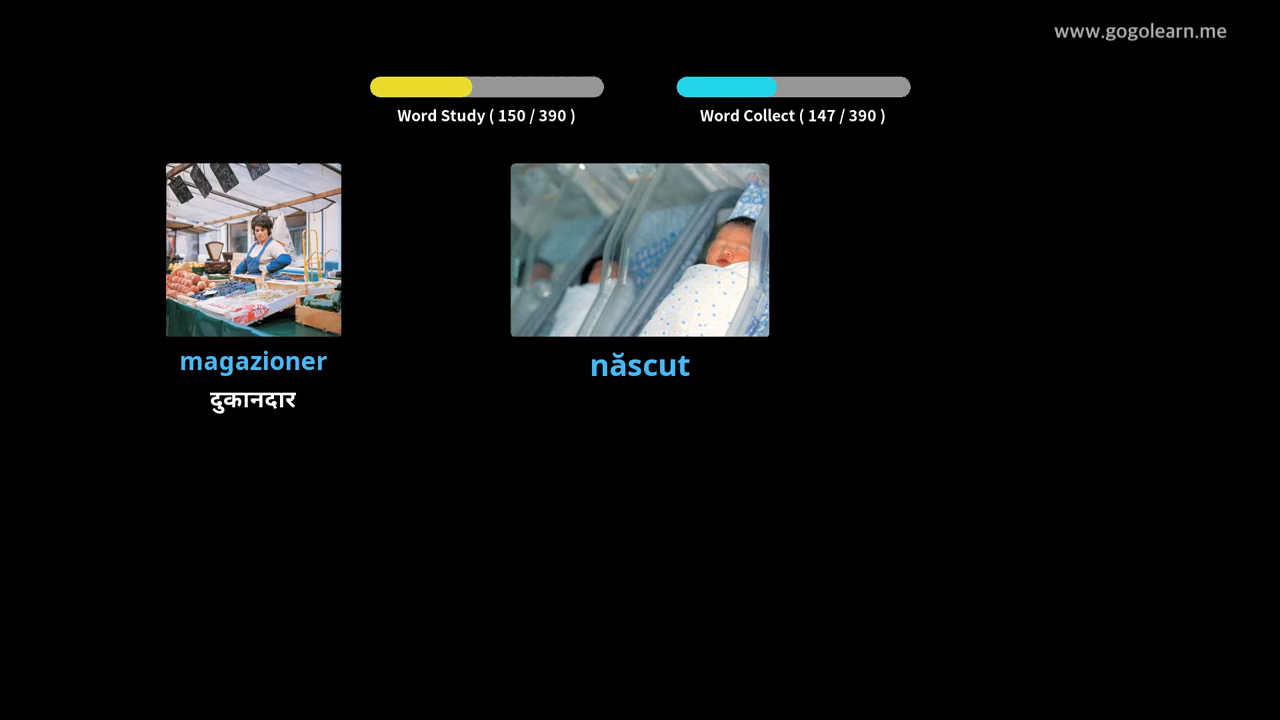 www.gogolearn.me
Word Study ( 150 / 390 )
Word Collect ( 147 / 390 )
magazioner
दुकानदार
născut